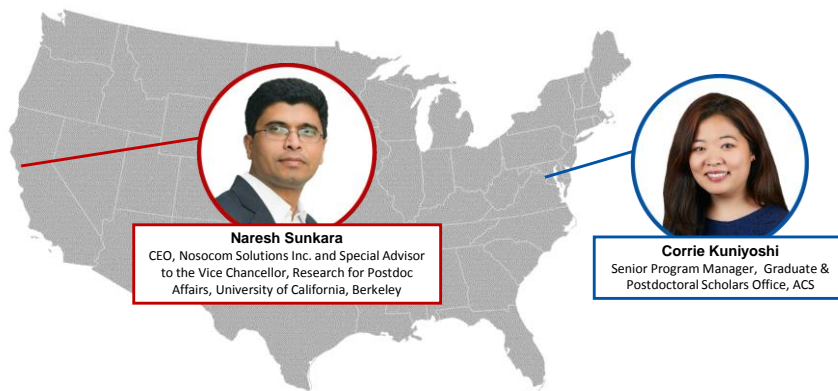 Naresh Sunkara
CEO, Nosocom Solutions Inc. and Special Advisor
to the Vice Chancellor, Research for Postdoc
Affairs, University of California, Berkeley
Corrie Kuniyoshi
Senior Program Manager, Graduate &
Postdoctoral Scholars Office, ACS